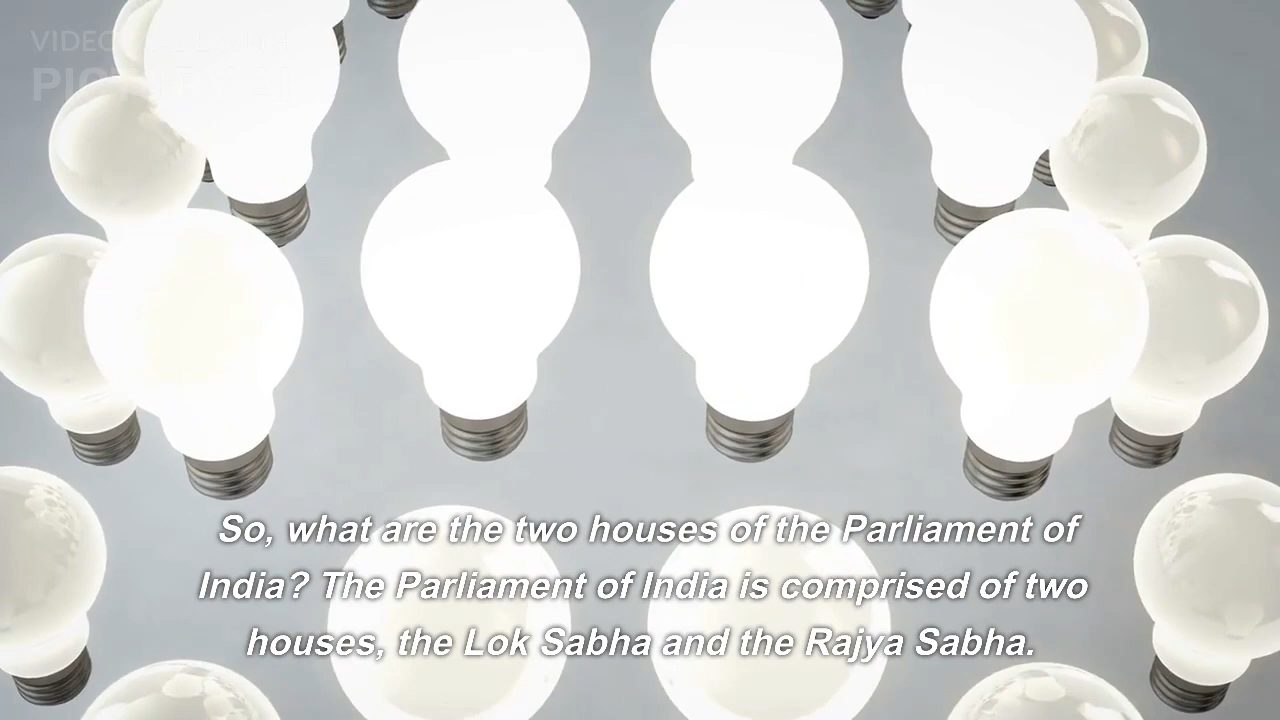 VIDEO
So, what are the two houses of the Parliament of
India? The Parliament of India is comprised of two
houses, the Lok Sabha and the Rajya Sabha.